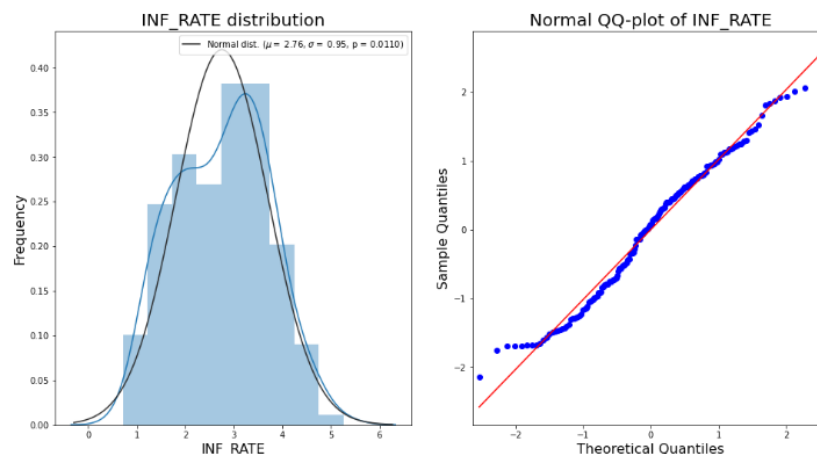 INF_RATE distribution
Normal dist. (μ = 2.76, σ = 0.95, p = 0.0110)
Frequency
0.40
0.35
0.30
0.25
0.20
0.15
0.10
0.05
0.00
0 1 2 3 4 5 6
INF_RATE
Normal QQ-plot of INF_RATE
Sample Quantiles
2
1
0
−1
−2
−2 −1 0 1 2
Theoretical Quantiles